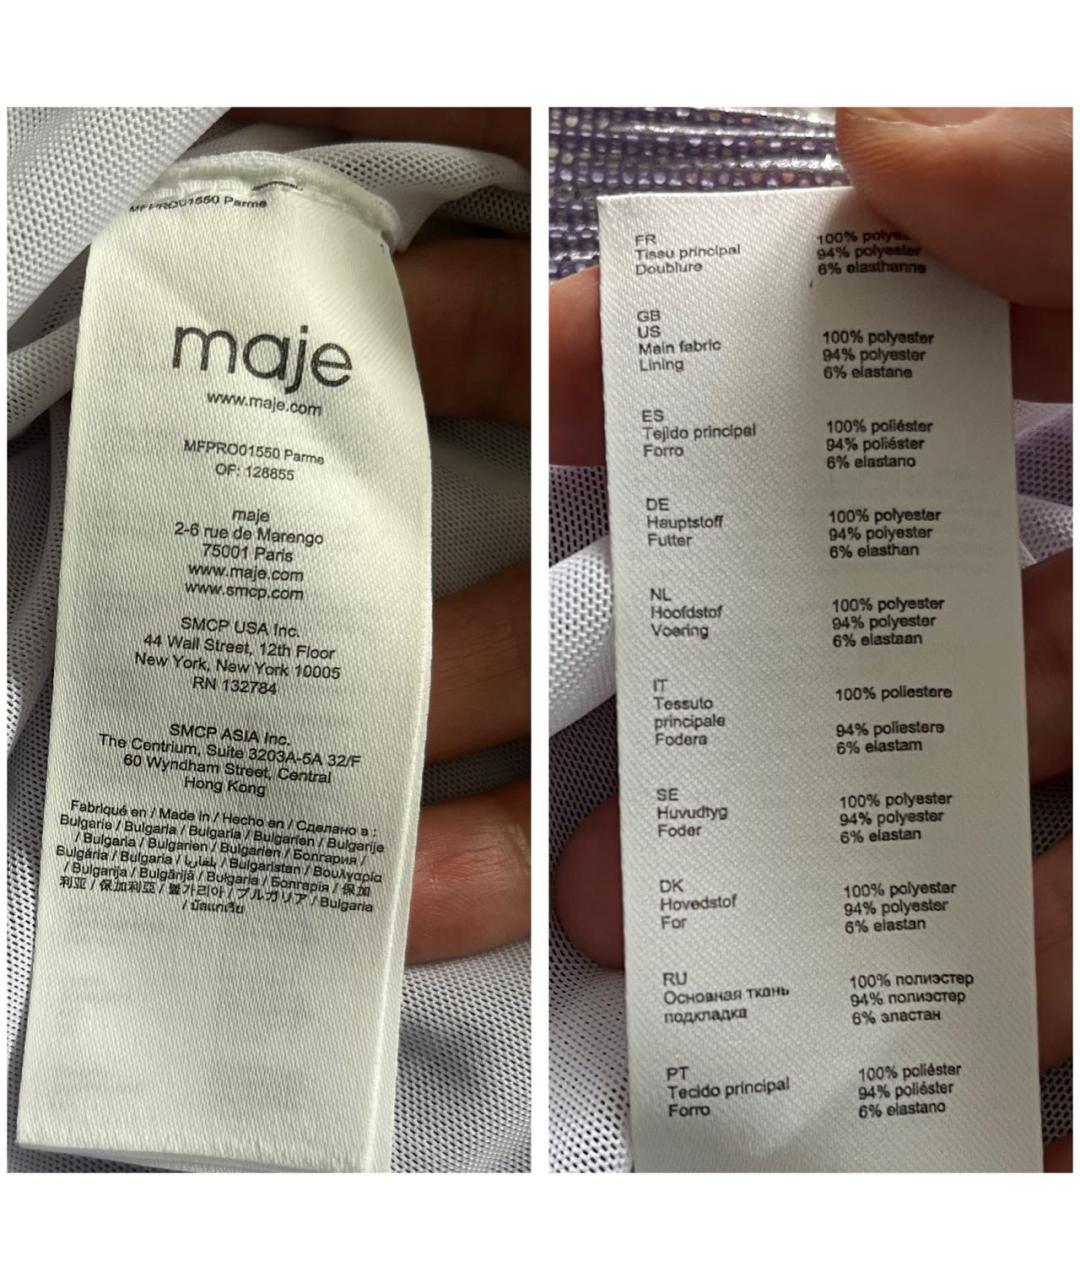 MFPRO01550 Parme
maje
www.maje.com
MFPRO01550 Parme
OF: 128855
maje
2-6 rue de Marengo
75001 Paris
www.maje.com
www.smcp.com
SMCP USA Inc.
44 Wall Street, 12th Floor
New York, New York 10005
RN 132784
SMCP ASIA Inc.
The Centrium, Suite 3203A-5A 32/F
60 Wyndham Street, Central
Hong Kong
Fabriqué en / Made in / Hecho en / Сделано в :
Bulgarie / Bulgaria / Bulgaria / Bulgarien / Bulgarije
/ Bulgaria / Bulgarien / Bulgarien / Болгария /
Bulgária / Bulgaria / بلغاريا / Bulgaristan / Βουλγαρία
/ Bulganja / Bulgārijā / Bulgaria / Болгарія / 保加
利亚 / 保加利亞 / 불가리아 / ブルガリア / Bulgaria
/ บัลแกเรีย
FR
Tissu principal 100%
Doublure 94% polyester
6% elasthanne
GB
US
Main fabric 100% polyester
Lining 94% polyester
6% elastane
ES
Tejido principal 100% poliéster
Forro 94% poliéster
6% elastano
DE
Hauptstoff 100% polyester
Futter 94% polyester
6% elasthan
NL
Hoofdstof 100% polyester
Voering 94% polyester
6% elastaan
IT
Tessuto 100% poliestere
principale
Fodera 94% poliestere
6% elastam
SE
Huvudtyg 100% polyester
Foder 94% polyester
6% elastan
DK
Hovedstof 100% polyester
For 94% polyester
6% elastan
RU
Основная ткань 100% полиэстер
подкладка 94% полиэстер
6% эластан
PT
Tecido principal 100% poliéster
Forro 94% poliéster
6% elastano